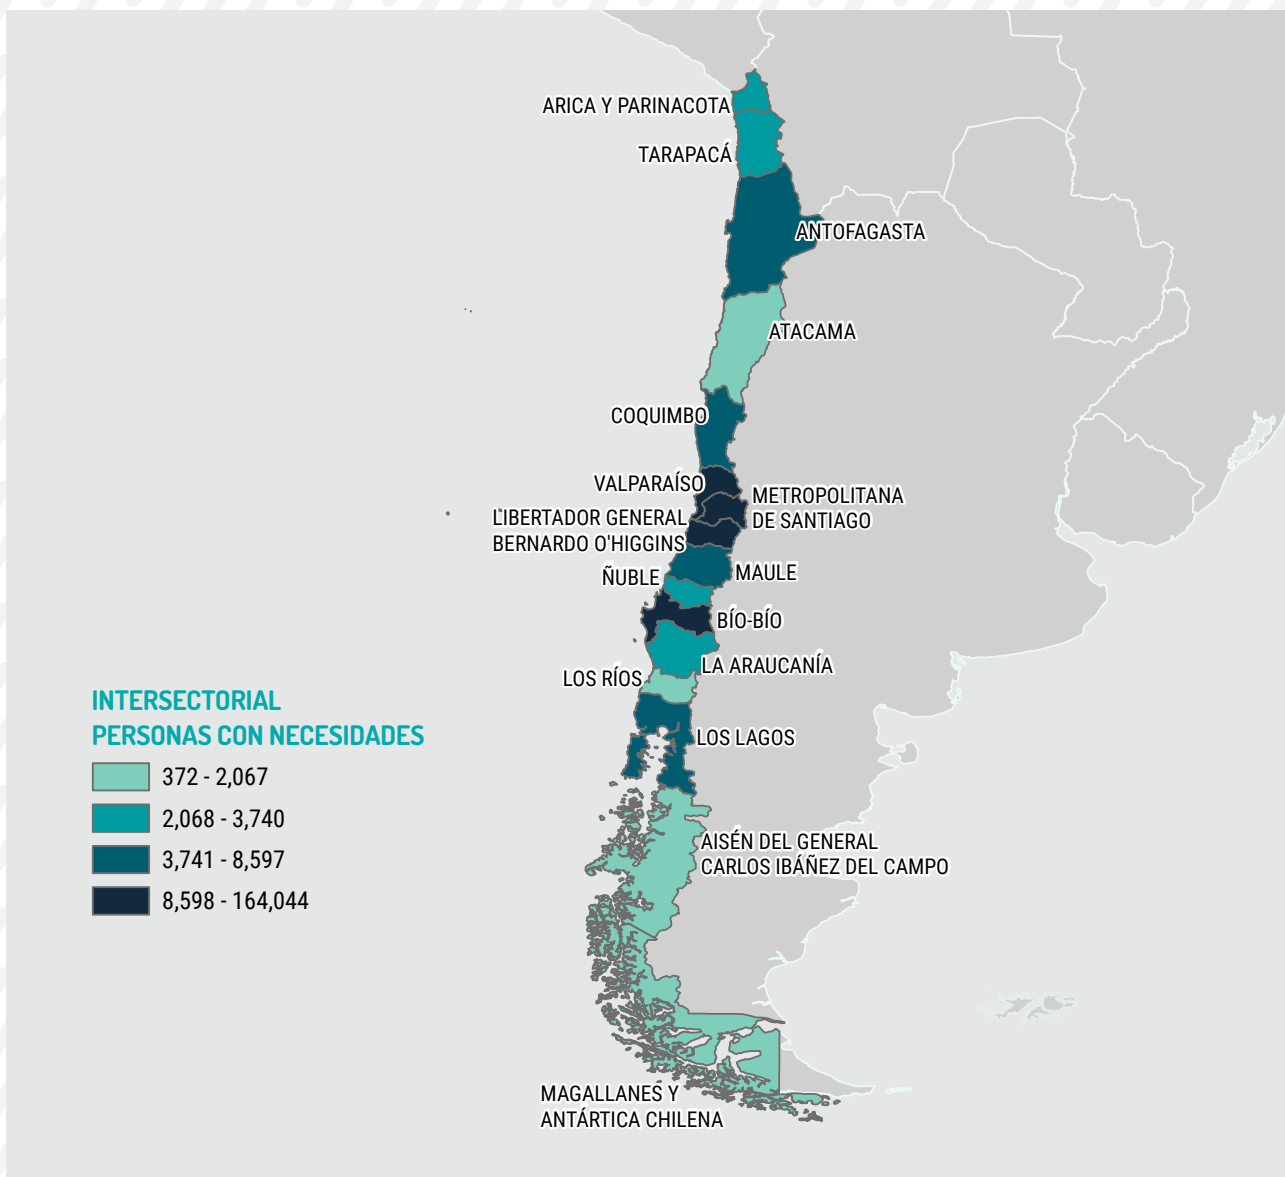 ARICA Y PARINACOTA
TARAPACÁ
ANTOFAGASTA
ATACAMA
COQUIMBO
VALPARAÍSO
METROPOLITANA
DE SANTIAGO
LIBERTADOR GENERAL
BERNARDO O'HIGGINS
MAULE
ÑUBLE
BÍO-BÍO
LA ARAUCANÍA
LOS RÍOS
LOS LAGOS
AISÉN DEL GENERAL
CARLOS IBÁÑEZ DEL CAMPO
MAGALLANES Y
ANTÁRTICA CHILENA
INTERSECTORIAL
PERSONAS CON NECESIDADES
372 - 2,067
2,068 - 3,740
3,741 - 8,597
8,598 - 164,044